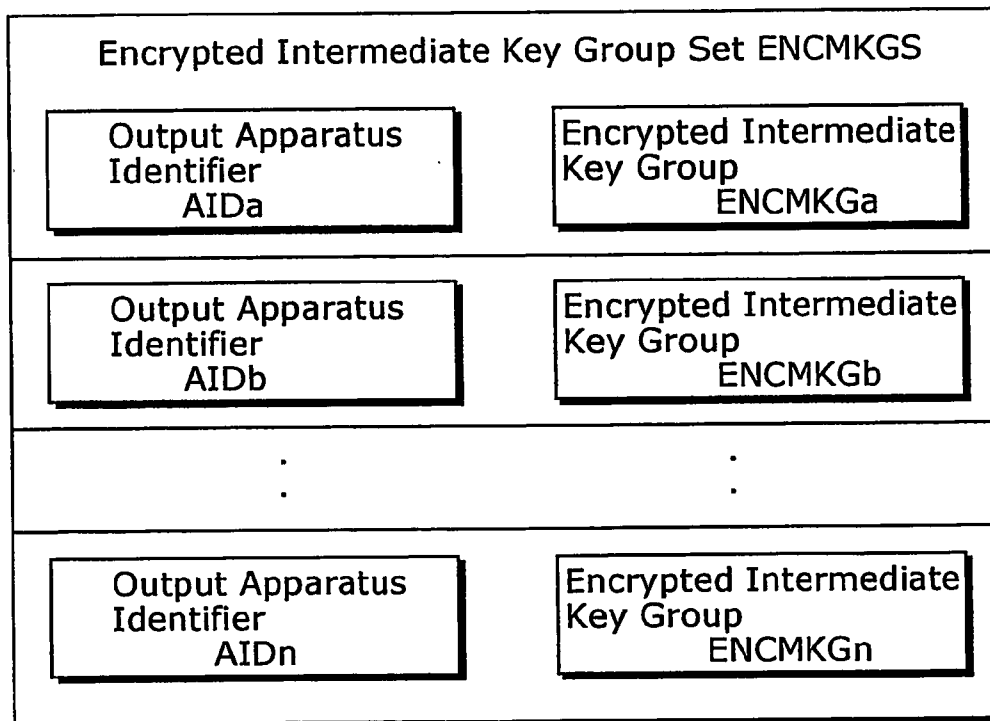 Encrypted Intermediate Key Group Set ENCMKGS
Output Apparatus
Identifier
AIDa
Encrypted Intermediate
Key Group
ENCMKGa
Output Apparatus
Identifier
AIDb
Encrypted Intermediate
Key Group
ENCMKGb
Output Apparatus
Identifier
AIDn
Encrypted Intermediate
Key Group
ENCMKGn